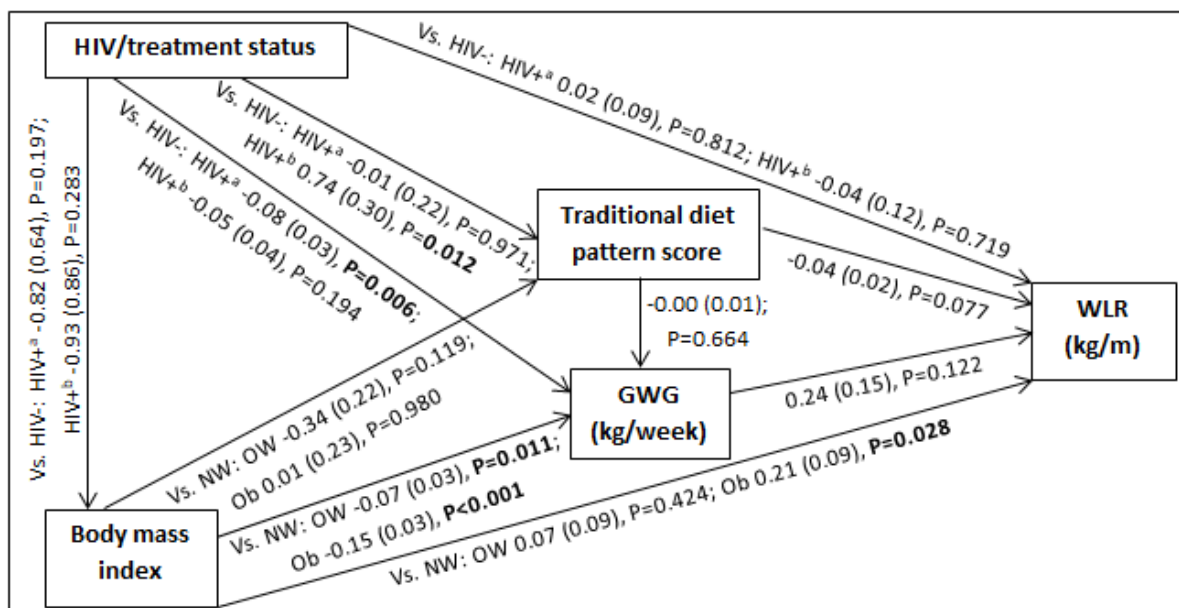 HIV/treatment status
Vs. HIV-: HIV+ᵃ 0.02 (0.09), P=0.812; HIV+ᵇ -0.04 (0.12), P=0.719
Vs. HIV-: HIV+ᵃ -0.01 (0.22), P=0.971;
HIV+ᵇ 0.74 (0.30), P=0.012
Vs. HIV-: HIV+ᵃ -0.08 (0.03), P=0.006;
HIV+ᵇ -0.05 (0.04), P=0.194
Vs. HIV-: HIV+ᵃ -0.82 (0.64), P=0.197;
HIV+ᵇ -0.93 (0.86), P=0.283
Traditional diet
pattern score
-0.04 (0.02), P=0.077
-0.00 (0.01);
P=0.664
WLR
(kg/m)
GWG
(kg/week)
0.24 (0.15), P=0.122
Vs. NW: OW -0.34 (0.22), P=0.119;
Ob 0.01 (0.23), P=0.980
Vs. NW: OW -0.07 (0.03), P=0.011;
Ob -0.15 (0.03), P<0.001
Vs. NW: OW 0.07 (0.09), P=0.424; Ob 0.21 (0.09), P=0.028
Body mass
index